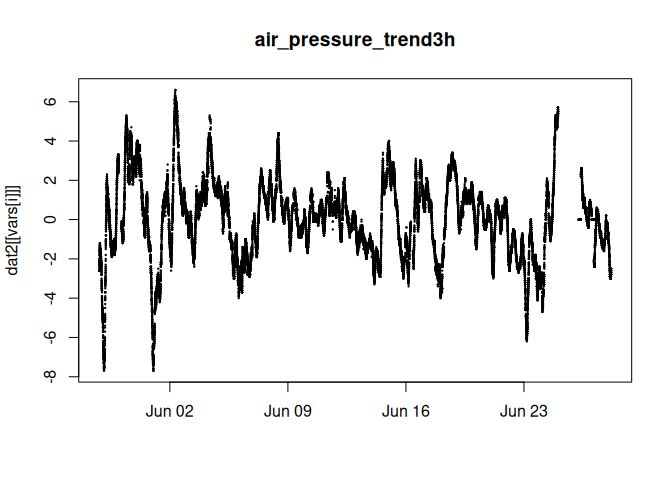 air_pressure_trend3h
dat2[[vars[i]]]
6
4
2
0
-2
-4
-6
-8
Jun 02
Jun 09
Jun 16
Jun 23